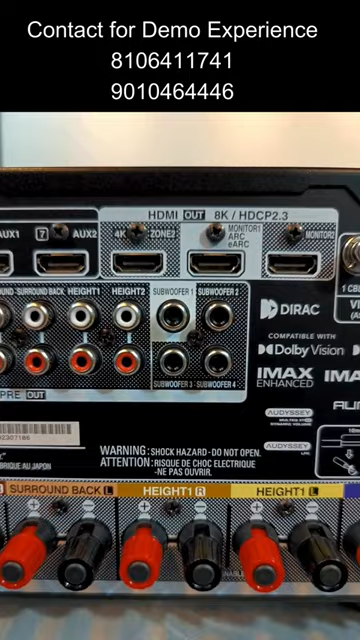 Contact for Demo Experience
8106411741
9010464446
HDMI OUT 8K / HDCP2.3
AUX1
7 AUX2
4K ZONE2
MONITOR1
ARC
eARC
MONITOR2
SURROUND BACK
HEIGHT1
HEIGHT2
SUBWOOFER 1
SUBWOOFER 2
SUBWOOFER 3
SUBWOOFER 4
PRE OUT
DIRAC
COMPATIBLE WITH
Dolby Vision
IMAX
ENHANCED
AUDYSSEY
AUDYSSEY
WARNING : SHOCK HAZARD - DO NOT OPEN.
ATTENTION : RISQUE DE CHOC ELECTRIQUE
-NE PAS OUVRIR.
SURROUND BACK L
HEIGHT1 R
HEIGHT1 L